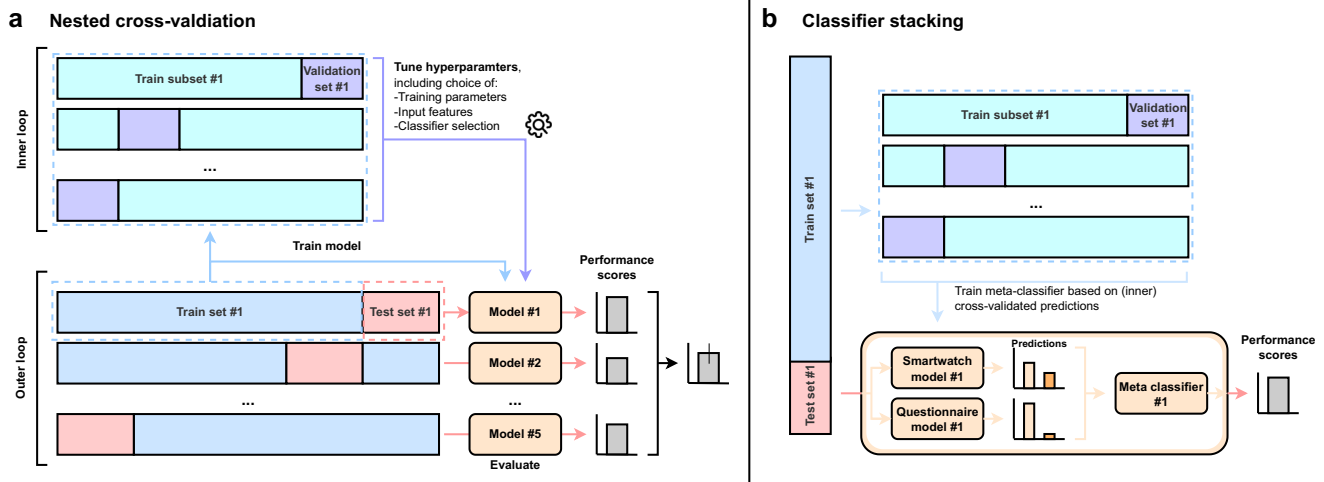 a Nested cross-valdiation
Inner loop
Train subset #1
Validation
set #1
...
Tune hyperparamters,
including choice of:
-Training parameters
-Input features
-Classifier selection
Train model
Outer loop
Train set #1
Test set #1
Model #1
Performance
scores
Model #2
...
...
Model #5
Evaluate
b Classifier stacking
Train set #1
Test set #1
Train subset #1
Validation
set #1
...
Train meta-classifier based on (inner)
cross-validated predictions
Smartwatch
model #1
Predictions
Questionnaire
model #1
Meta classifier
#1
Performance
scores